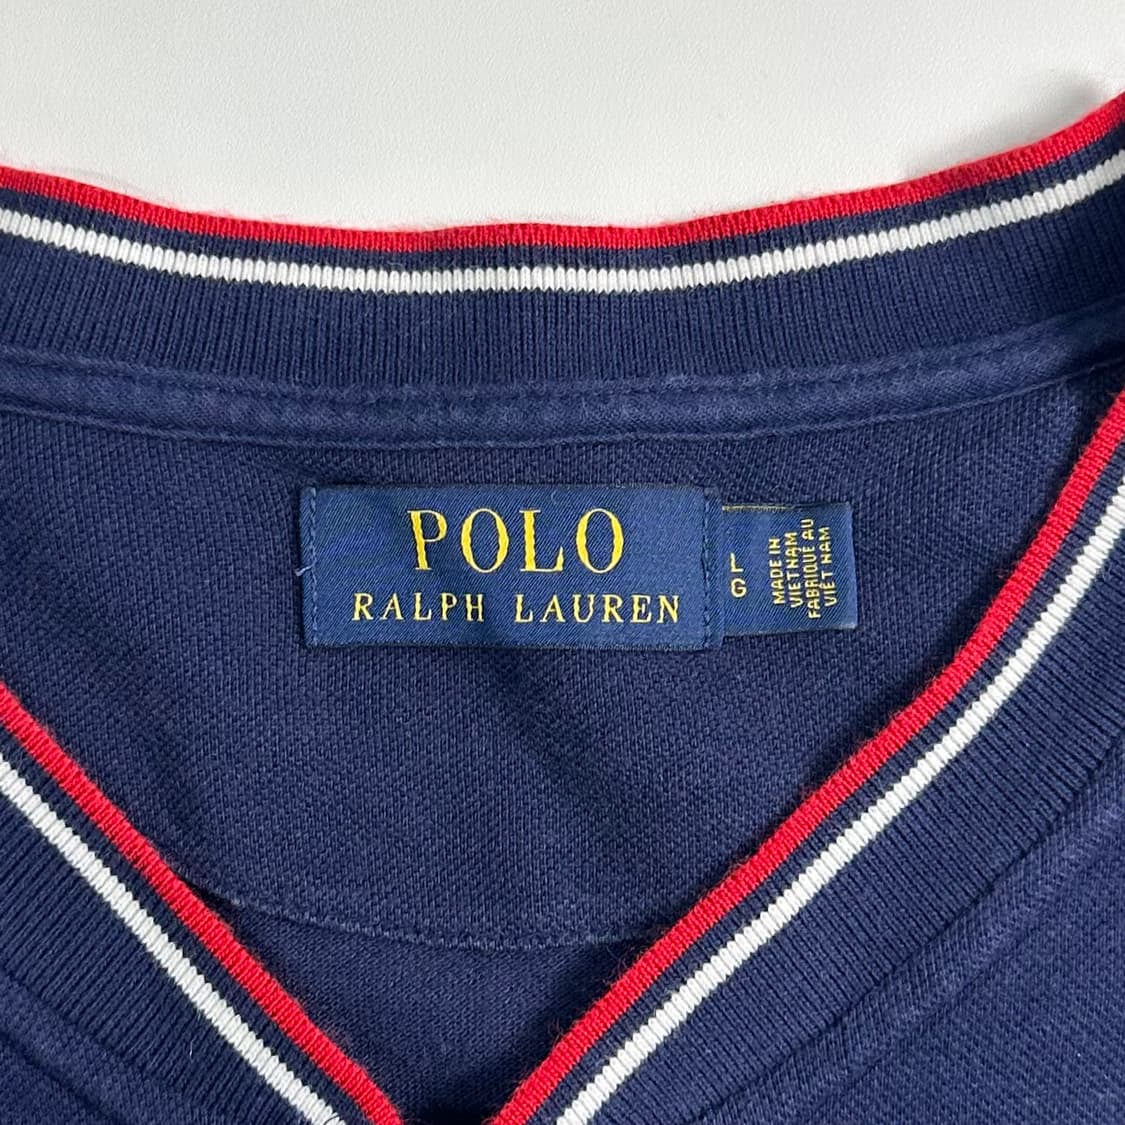 POLO
RALPH LAUREN
L
G
MADE IN
VIETNAM
FABRIQUÉ AU
VIÊT NAM